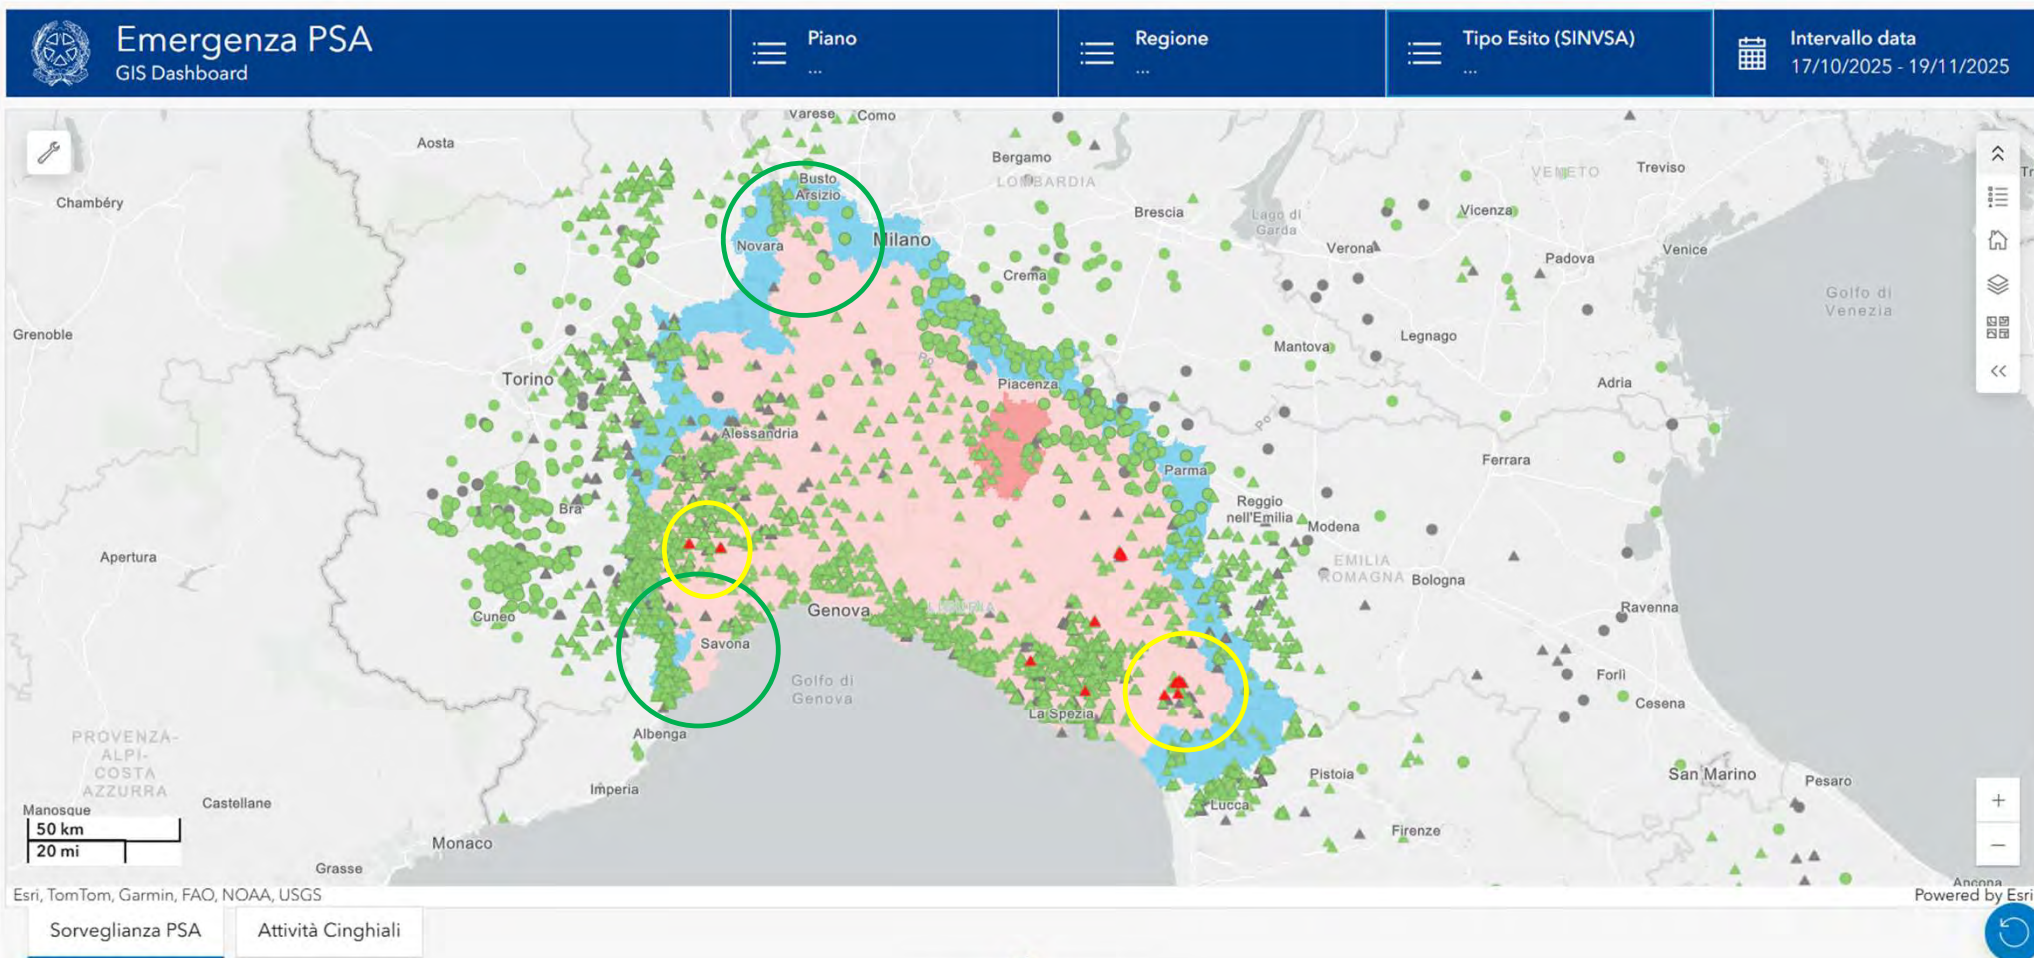 Emergenza PSA
GIS Dashboard
Piano
...
Regione
...
Tipo Esito (SINVSA)
...
Intervallo data
17/10/2025 - 19/11/2025
Varese
Como
Aosta
Bergamo
LOMBARDIA
VENETO
Treviso
Busto
Arsizio
Chambéry
Brescia
Lago di
Garda
Vicenza
Novara
Milano
Verona
Padova
Venice
Crema
Golfo di
Venezia
Grenoble
Legnago
Mantova
Torino
Po
Piacenza
Adria
Po
Alessandria
Ferrara
Parma
Reggio
nell'Emilia
Bra
Modena
Apertura
EMILIA
ROMAGNA
Bologna
Genova
LIGURIA
Ravenna
Cuneo
Savona
Forlì
Golfo di
Genova
Cesena
La Spezia
Albenga
PROVENZA-
ALPI-
COSTA
AZZURRA
Pistoia
San Marino
Pesaro
Imperia
Castellane
Lucca
Manosque
50 km
20 mi
Firenze
Monaco
Grasse
Ancona
Esri, TomTom, Garmin, FAO, NOAA, USGS
Powered by Esri
Sorveglianza PSA
Attività Cinghiali